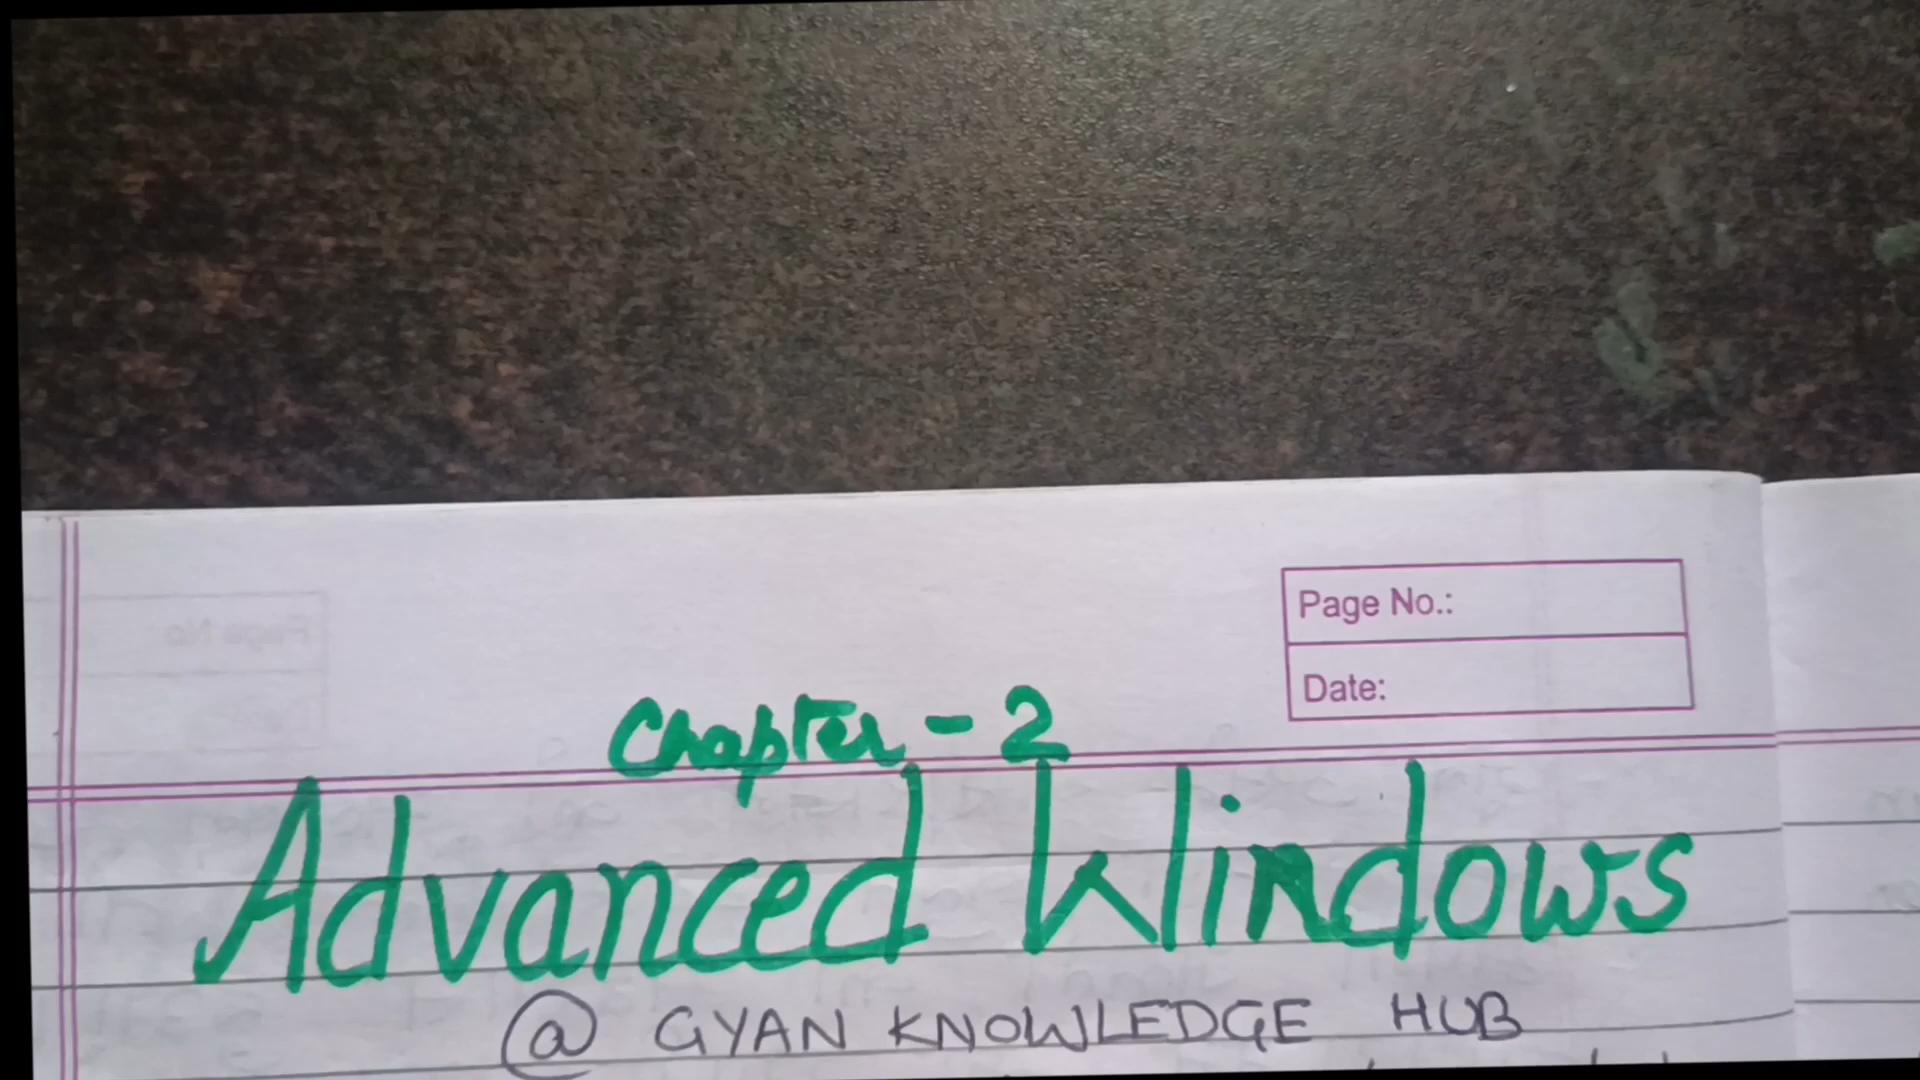 Page No.:
Date:
Chapter - 2
Advanced Windows
@ GYAN KNOWLEDGE HUB